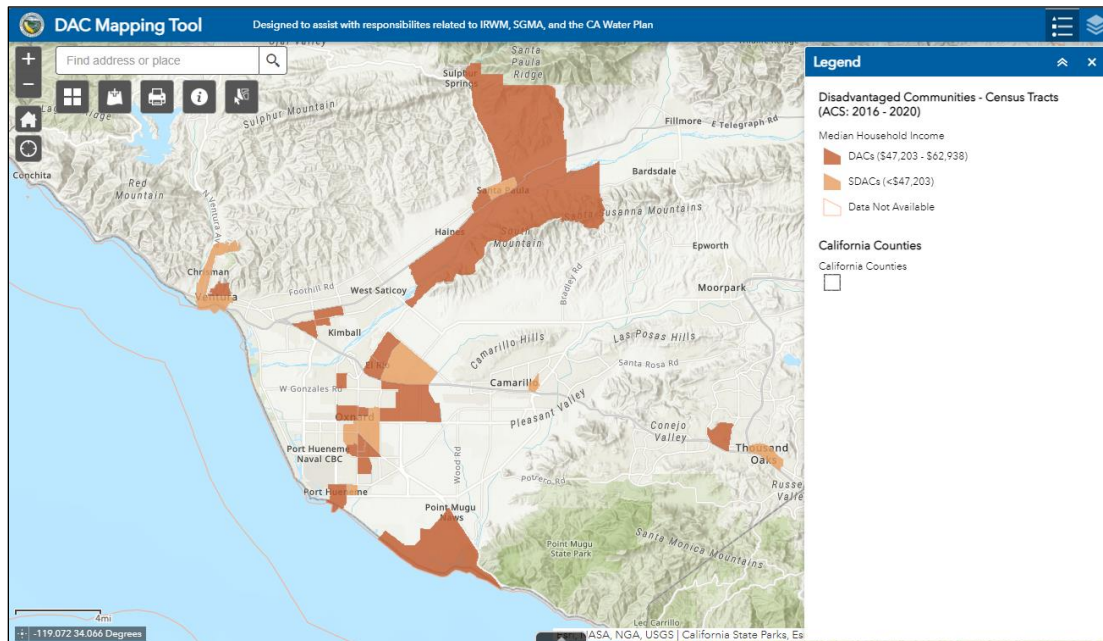 DAC Mapping Tool
Designed to assist with responsibilites related to IRWM, SGMA, and the CA Water Plan
Find address or place
Legend
Disadvantaged Communities - Census Tracts
(ACS: 2016 - 2020)
Median Household Income
DACs ($47,203 - $62,938)
SDACs (<$47,203)
Data Not Available
California Counties
California Counties
Santa
Paula
Ridge
Sulphur
Springs
Sulphur Mountain
Fillmore
E Telegraph Rd
Conchita
Red
Mountain
N Ventura Ave
Santa Paula
Bardsdale
Santa Susanna Mountains
Haines
South
Mountain
Epworth
Chrisman
Ventura
Foothill Rd
West Saticoy
Bradley Rd
Moorpark
Kimball
Camarillo Hills
Las Posas Hills
El Rio
Santa Rosa Rd
W Gonzales Rd
Camarillo
Oxnard
Pleasant Valley
Conejo
Valley
Port Hueneme
Naval CBC
Wood Rd
Thousand
Oaks
Potrero Rd
Russe
Valle
Port Hueneme
Point Mugu
Naws
Point Mugu
State Park
Santa Monica Mountains
Leo Carrillo
4mi
-119.072 34.066 Degrees
Esri, NASA, NGA, USGS | California State Parks, Es